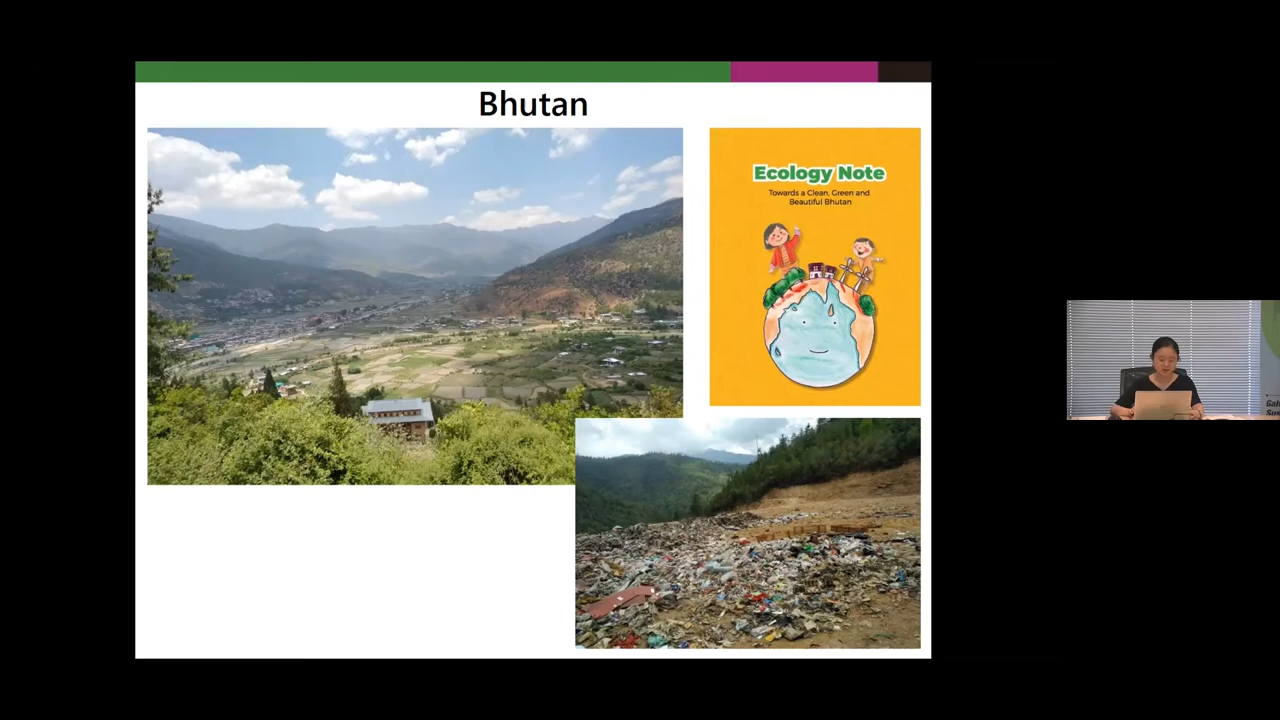 Bhutan
Ecology Note
Towards a Clean, Green and
Beautiful Bhutan